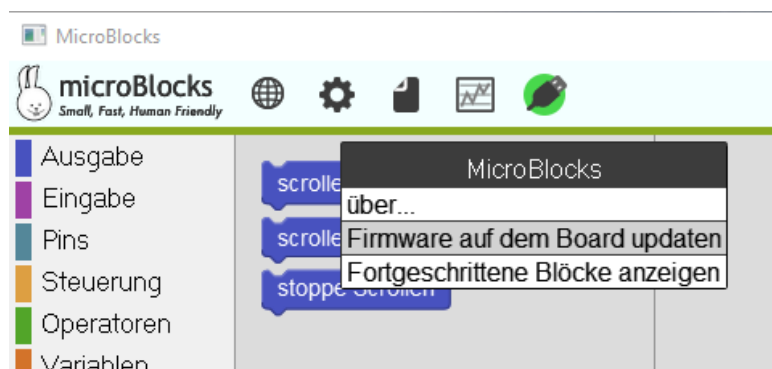 MicroBlocks
microBlocks
Small, Fast, Human Friendly
Ausgabe
Eingabe
Pins
Steuerung
Operatoren
Variablen
scrolle
scrolle
stoppe Scrollen
MicroBlocks
über...
Firmware auf dem Board updaten
Fortgeschrittene Blöcke anzeigen